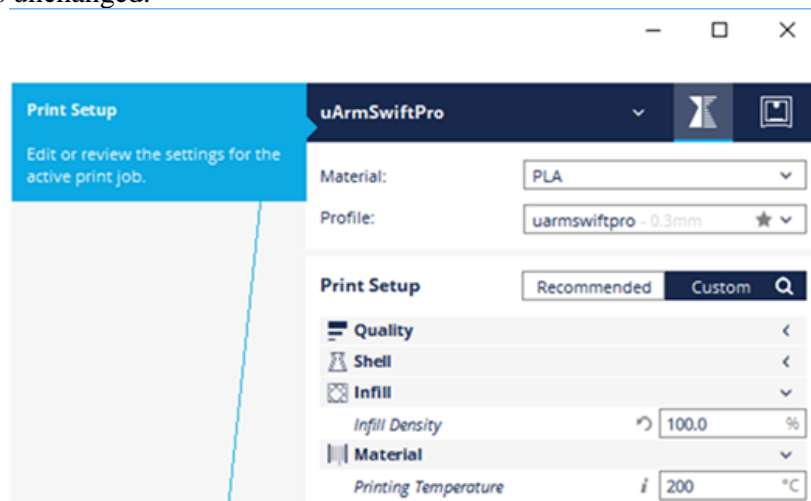 unchanged.
Print Setup
Edit or review the settings for the
active print job.
uArmSwiftPro
Material: PLA
Profile: uarmswiftpro - 0.3mm
Print Setup Recommended Custom
Quality
Shell
Infill
Infill Density 100.0 %
Material
Printing Temperature i 200 °C